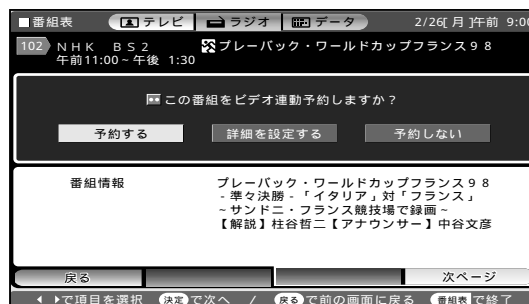 ■番組表 テレビ ラジオ データ 2/26[月]午前 9:00
102 NHK BS2 プレーバック・ワールドカップフランス98
午前11:00~午後 1:30
この番組をビデオ連動予約しますか?
予約する 詳細を設定する 予約しない
番組情報 プレーバック・ワールドカップフランス98
-準々決勝-「イタリア」対「フランス」
~サンドニ・フランス競技場で録画~
【解説】柱谷哲二【アナウンサー】中谷文彦
戻る 次ページ
で項目を選択 決定で次へ / 戻るで前の画面に戻る 番組表で終了